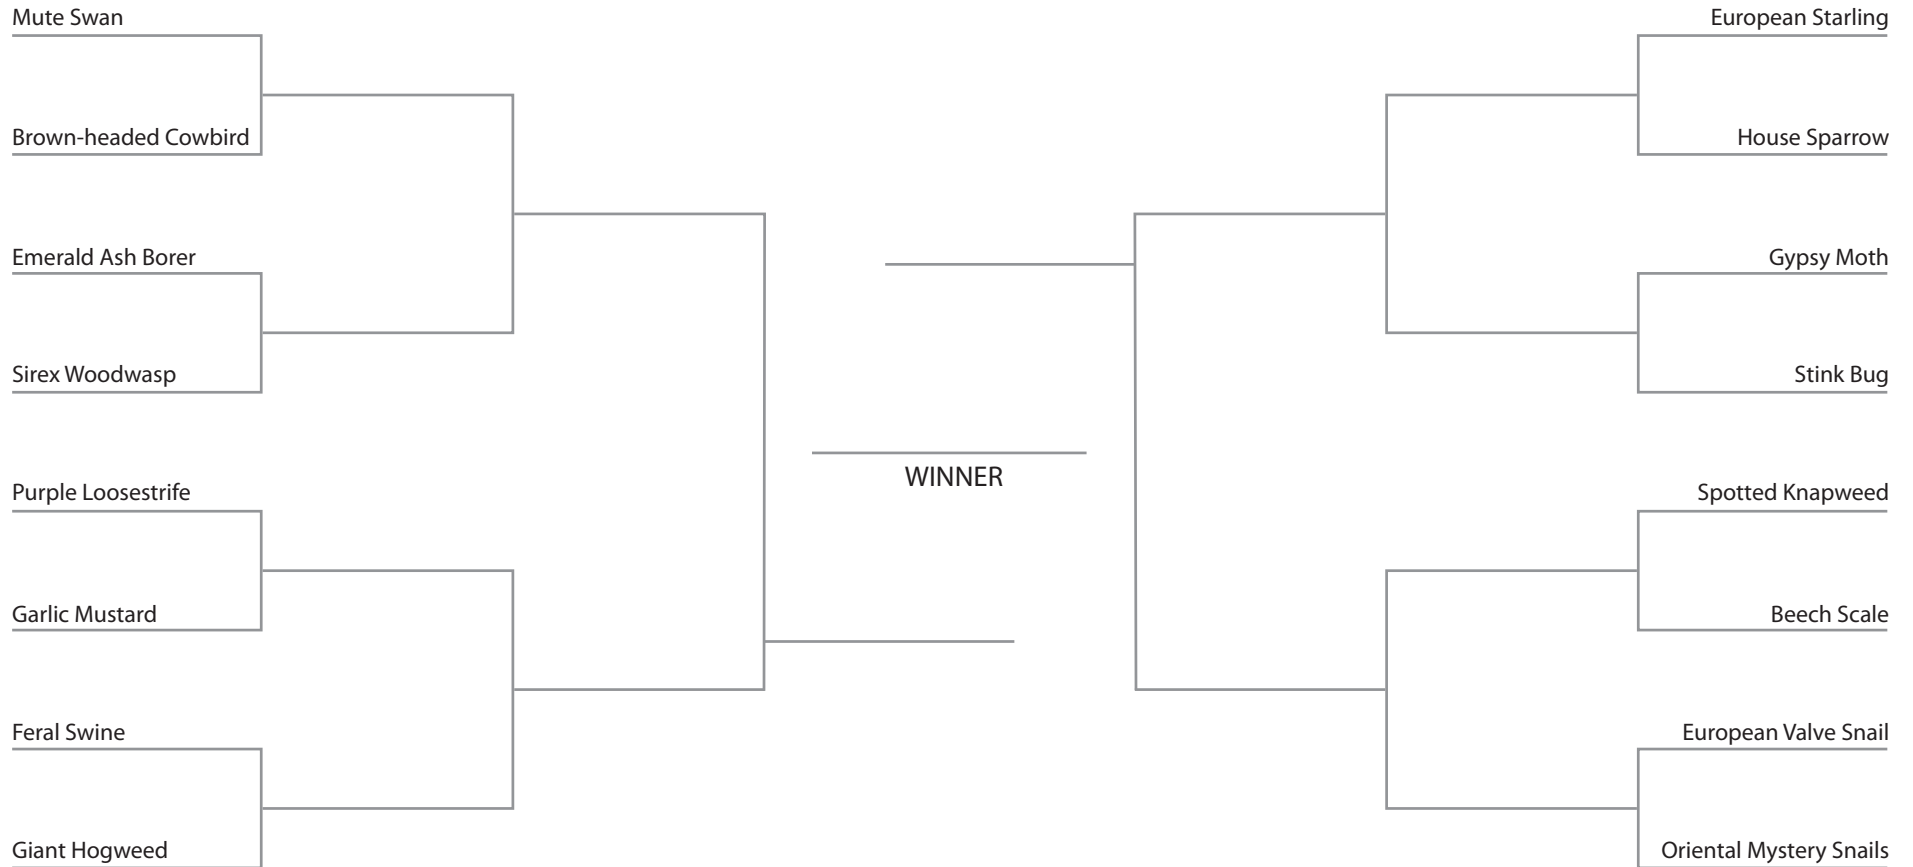 Mute Swan
Brown-headed Cowbird
Emerald Ash Borer
Sirex Woodwasp
Purple Loosestrife
Garlic Mustard
Feral Swine
Giant Hogweed
WINNER
European Starling
House Sparrow
Gypsy Moth
Stink Bug
Spotted Knapweed
Beech Scale
European Valve Snail
Oriental Mystery Snails